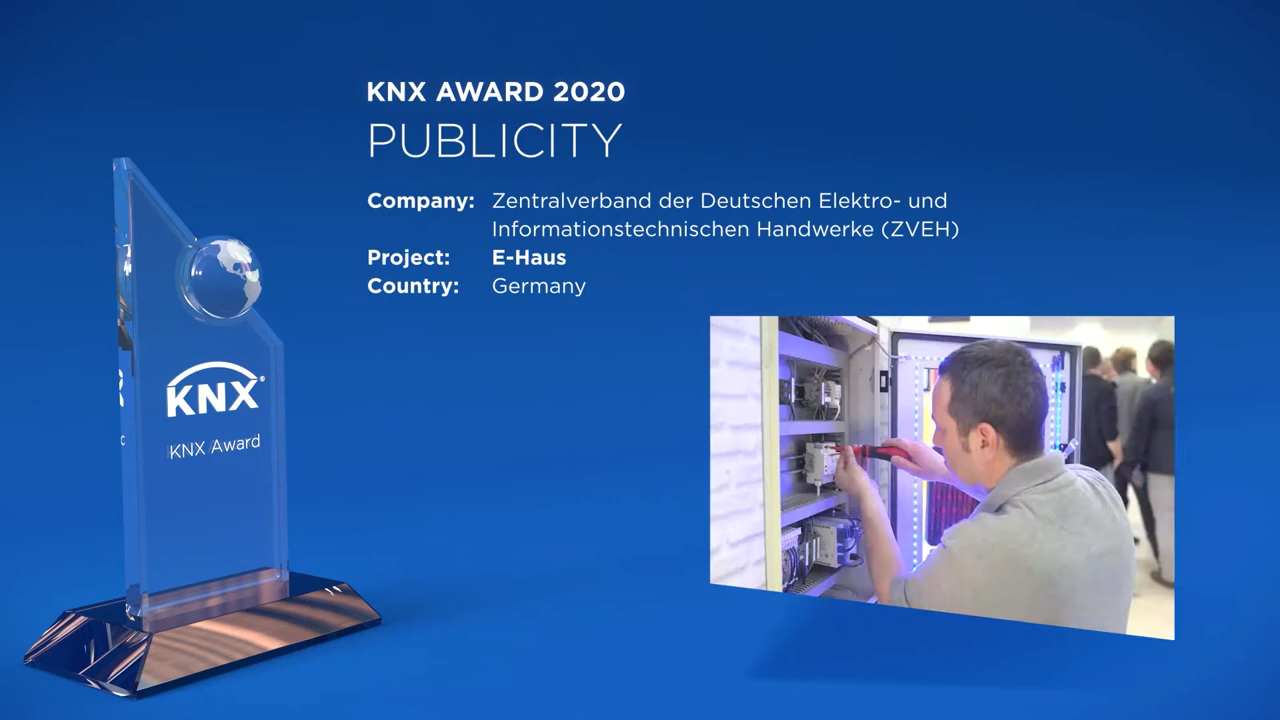 KNX AWARD 2020
PUBLICITY
Company: Zentralverband der Deutschen Elektro- und
Informationstechnischen Handwerke (ZVEH)
Project: E-Haus
Country: Germany
KNX®
KNX Award